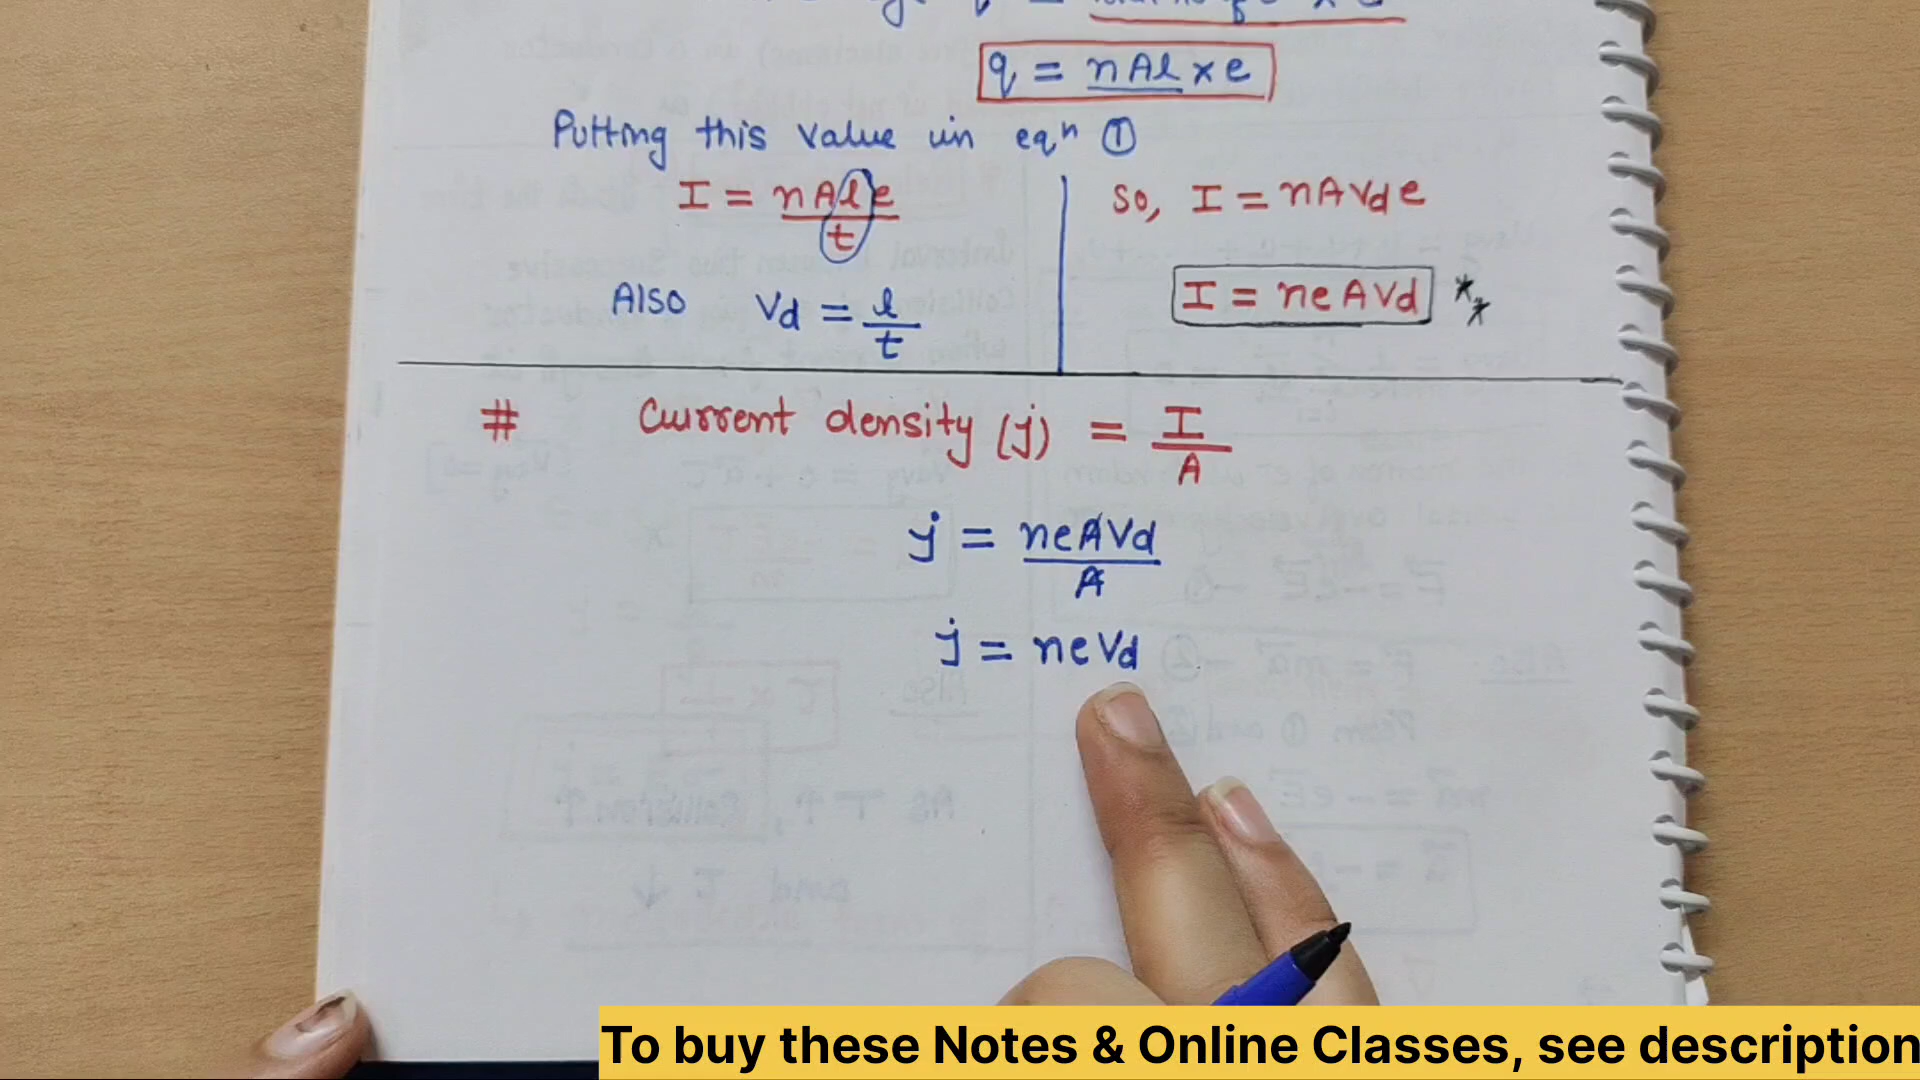 q = nAl x e
Putting this value in eqⁿ ①
I = nAle / t
Also Vd = l / t
So, I = nAVde
I = neAVd **
# Current density (j) = I / A
j = neAVd / A
j = neVd
To buy these Notes & Online Classes, see description